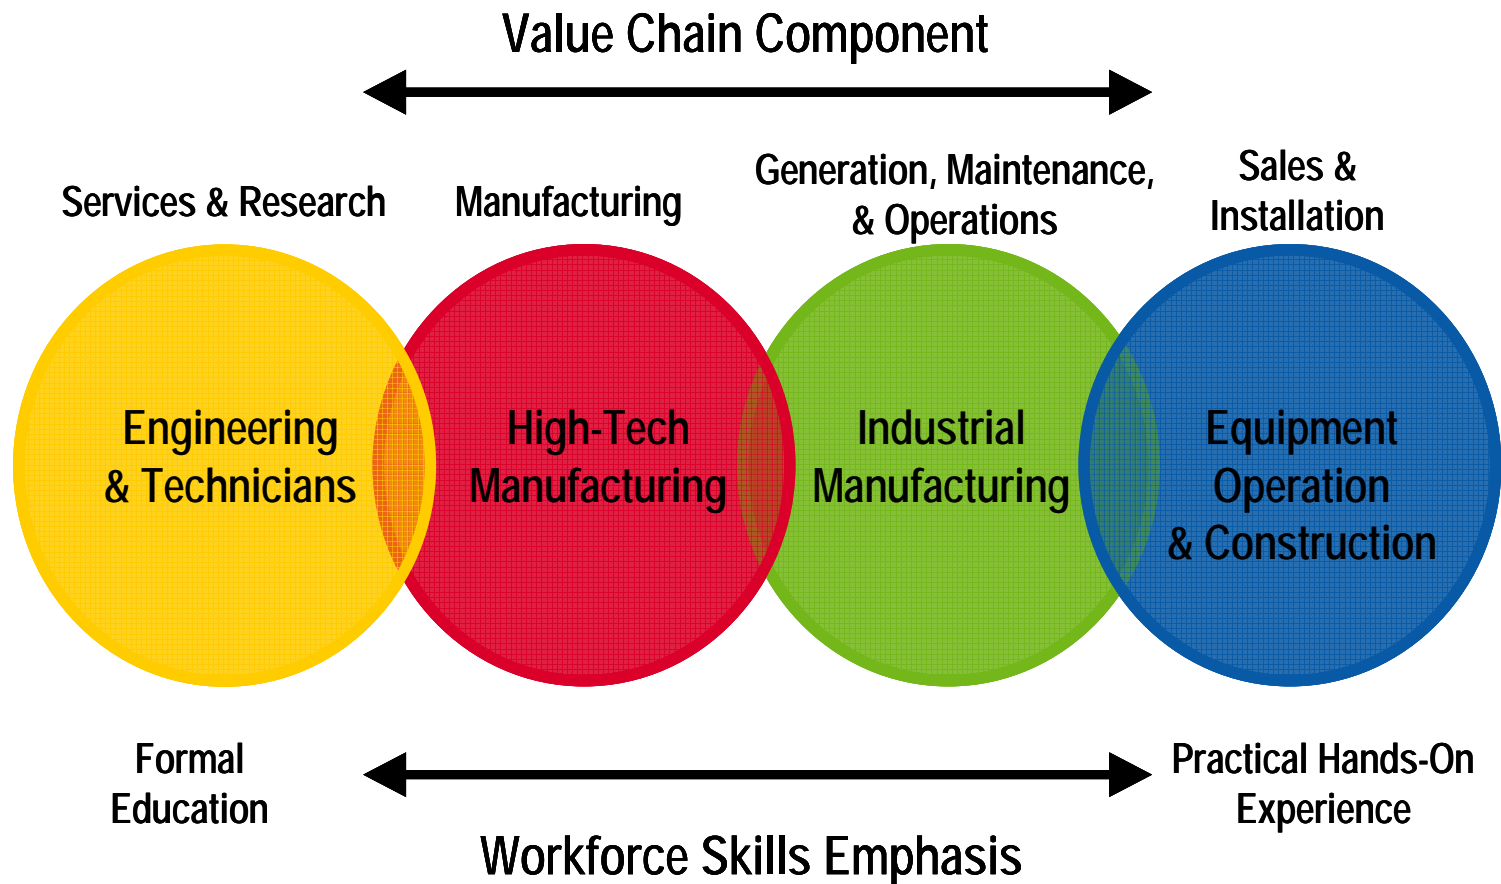 Value Chain Component
Services & Research
Manufacturing
Generation, Maintenance,
& Operations
Sales &
Installation
Engineering
& Technicians
High-Tech
Manufacturing
Industrial
Manufacturing
Equipment
Operation
& Construction
Formal
Education
Practical Hands-On
Experience
Workforce Skills Emphasis